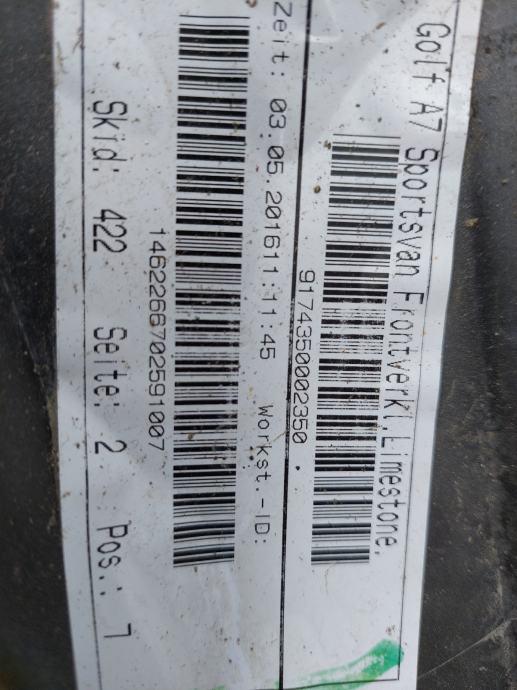 Golf A7 Sportsvan Frontverkl.Limestone,
9174350002350
Zeit: 03.05.201611:11:45 Workst.-ID:
1462266702591007
Skid: 422 Seite: 2 Pos.: 7